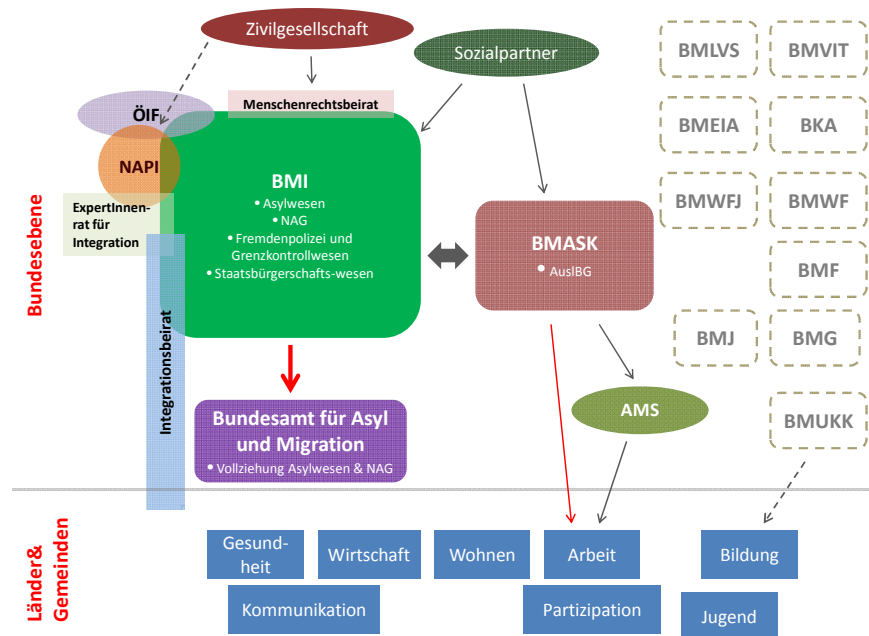 Zivilgesellschaft
Sozialpartner
BMLVS
BMVIT
Menschenrechtsbeirat
ÖIF
NAPI
BMEIA
BKA
BMI
• Asylwesen
• NAG
• Fremdenpolizei und
Grenzkontrollwesen
• Staatsbürgerschafts-wesen
ExpertInnen-
rat für
Integration
BMWFJ
BMWF
BMASK
• AuslBG
BMF
BMJ
BMG
Bundesebene
Integrationsbeirat
Bundesamt für Asyl
und Migration
• Vollziehung Asylwesen & NAG
AMS
BMUKK
Länder&
Gemeinden
Gesund-
heit
Wirtschaft
Wohnen
Arbeit
Bildung
Kommunikation
Partizipation
Jugend